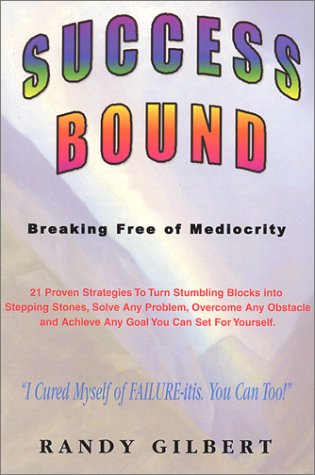 SUCCESS
BOUND
Breaking Free of Mediocrity
21 Proven Strategies To Turn Stumbling Blocks into
Stepping Stones, Solve Any Problem, Overcome Any Obstacle
and Achieve Any Goal You Can Set For Yourself.
"I Cured Myself of FAILURE-itis. You Can Too!"
RANDY GILBERT